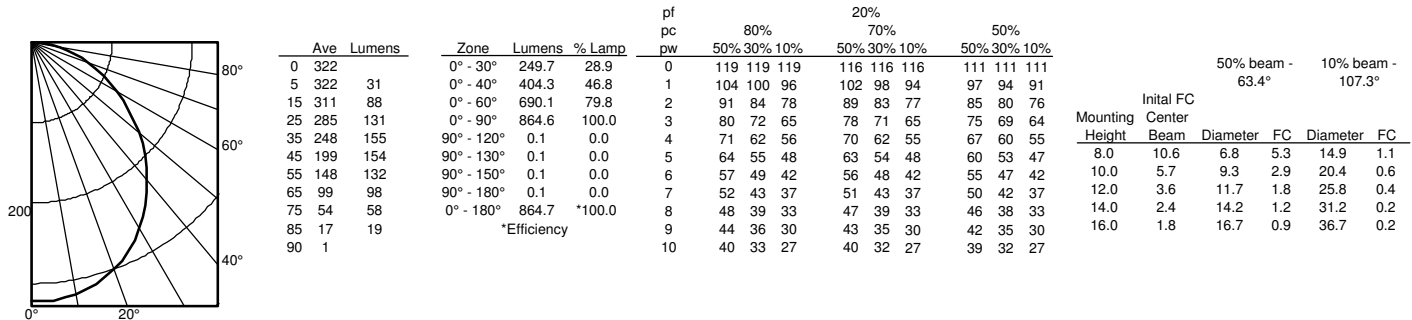 80°
60°
200
40°
0° 20°
Ave Lumens
0 322
5 322 31
15 311 88
25 285 131
35 248 155
45 199 154
55 148 132
65 99 98
75 54 58
85 17 19
90 1
Zone Lumens % Lamp
0° - 30° 249.7 28.9
0° - 40° 404.3 46.8
0° - 60° 690.1 79.8
0° - 90° 864.6 100.0
90° - 120° 0.1 0.0
90° - 130° 0.1 0.0
90° - 150° 0.1 0.0
90° - 180° 0.1 0.0
0° - 180° 864.7 *100.0
*Efficiency
pf 20%
pc 80% 70% 50%
pw 50% 30% 10% 50% 30% 10% 50% 30% 10%
0 119 119 119 116 116 116 111 111 111
1 104 100 96 102 98 94 97 94 91
2 91 84 78 89 83 77 85 80 76
3 80 72 65 78 71 65 75 69 64
4 71 62 56 70 62 55 67 60 55
5 64 55 48 63 54 48 60 53 47
6 57 49 42 56 48 42 55 47 42
7 52 43 37 51 43 37 50 42 37
8 48 39 33 47 39 33 46 38 33
9 44 36 30 43 35 30 42 35 30
10 40 33 27 40 32 27 39 32 27
50% beam - 10% beam -
63.4° 107.3°
Inital FC
Mounting Center
Height Beam Diameter FC Diameter FC
8.0 10.6 6.8 5.3 14.9 1.1
10.0 5.7 9.3 2.9 20.4 0.6
12.0 3.6 11.7 1.8 25.8 0.4
14.0 2.4 14.2 1.2 31.2 0.2
16.0 1.8 16.7 0.9 36.7 0.2